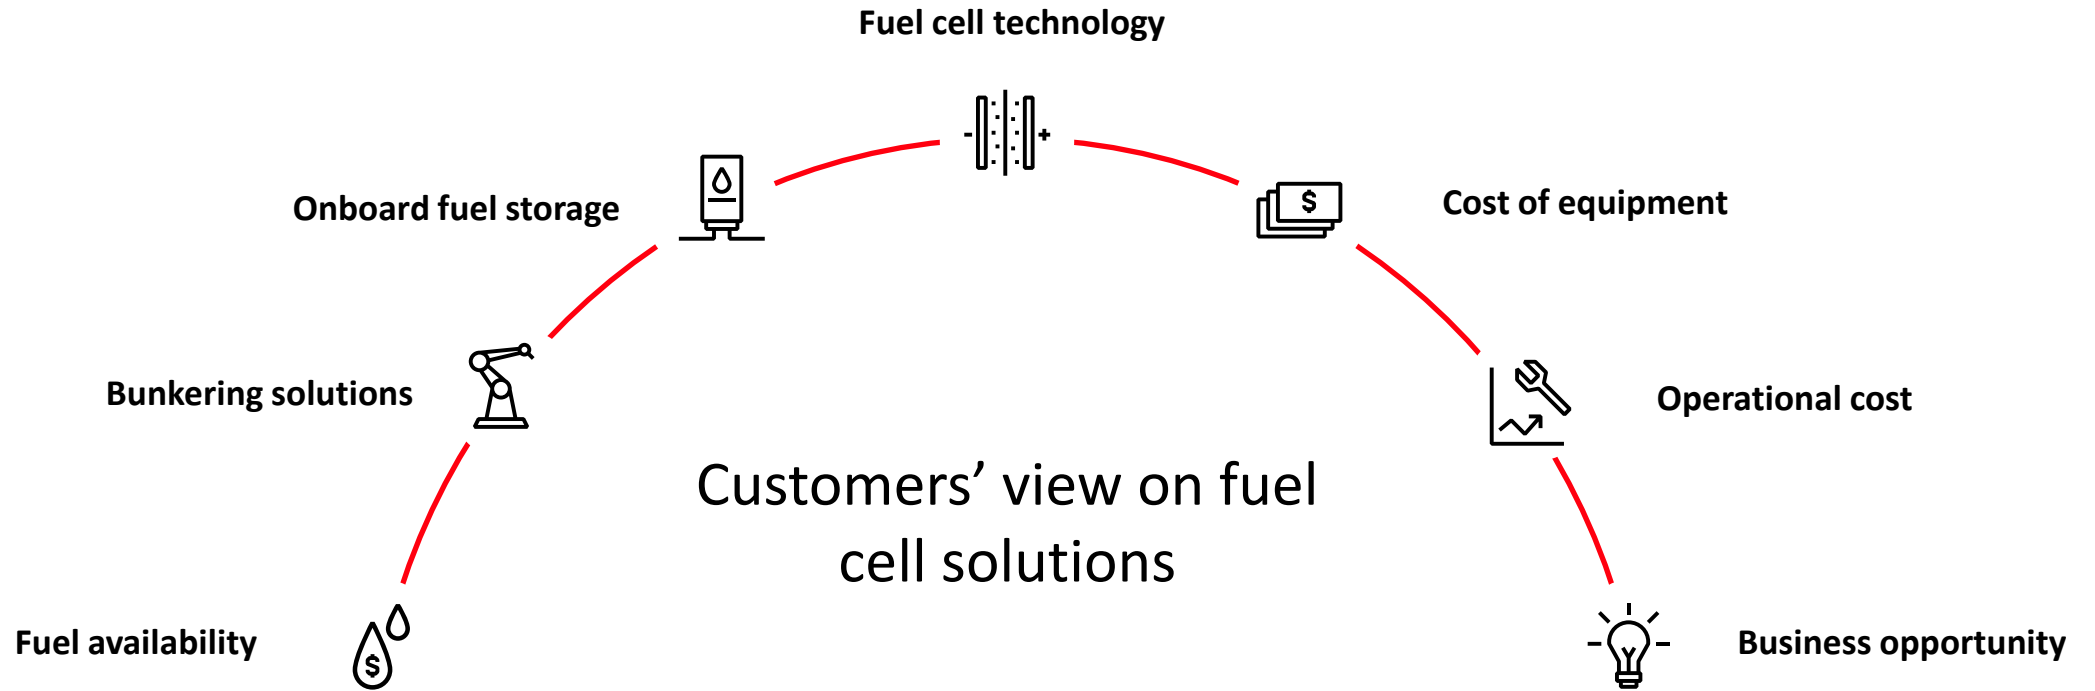 Fuel cell technology
Onboard fuel storage
$
Cost of equipment
Bunkering solutions
Operational cost
Customers’ view on fuel
cell solutions
Fuel availability
$
Business opportunity